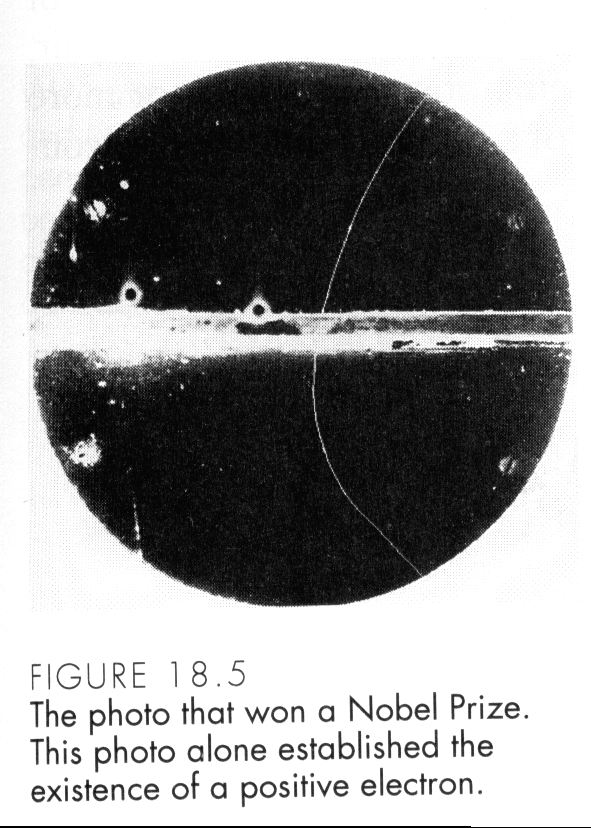 FIGURE 18.5
The photo that won a Nobel Prize.
This photo alone established the
existence of a positive electron.